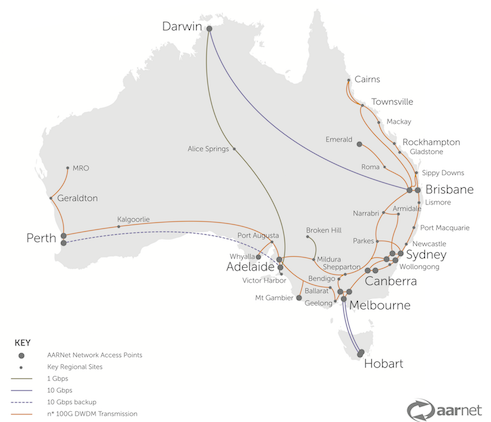 Darwin
Cairns
Townsville
Mackay
Emerald
Rockhampton
Gladstone
Alice Springs
Roma
Sippy Downs
MRO
Brisbane
Geraldton
Lismore
Narrabri
Armidale
Kalgoorlie
Port Macquarie
Perth
Port Augusta
Broken Hill
Parkes
Newcastle
Whyalla
Mildura
Sydney
Adelaide
Shepparton
Wollongong
Victor Harbor
Bendigo
Canberra
Mt Gambier
Ballarat
Geelong
Melbourne
Hobart
KEY
AARNet Network Access Points
Key Regional Sites
1 Gbps
10 Gbps
10 Gbps backup
n* 100G DWDM Transmission
aarnet